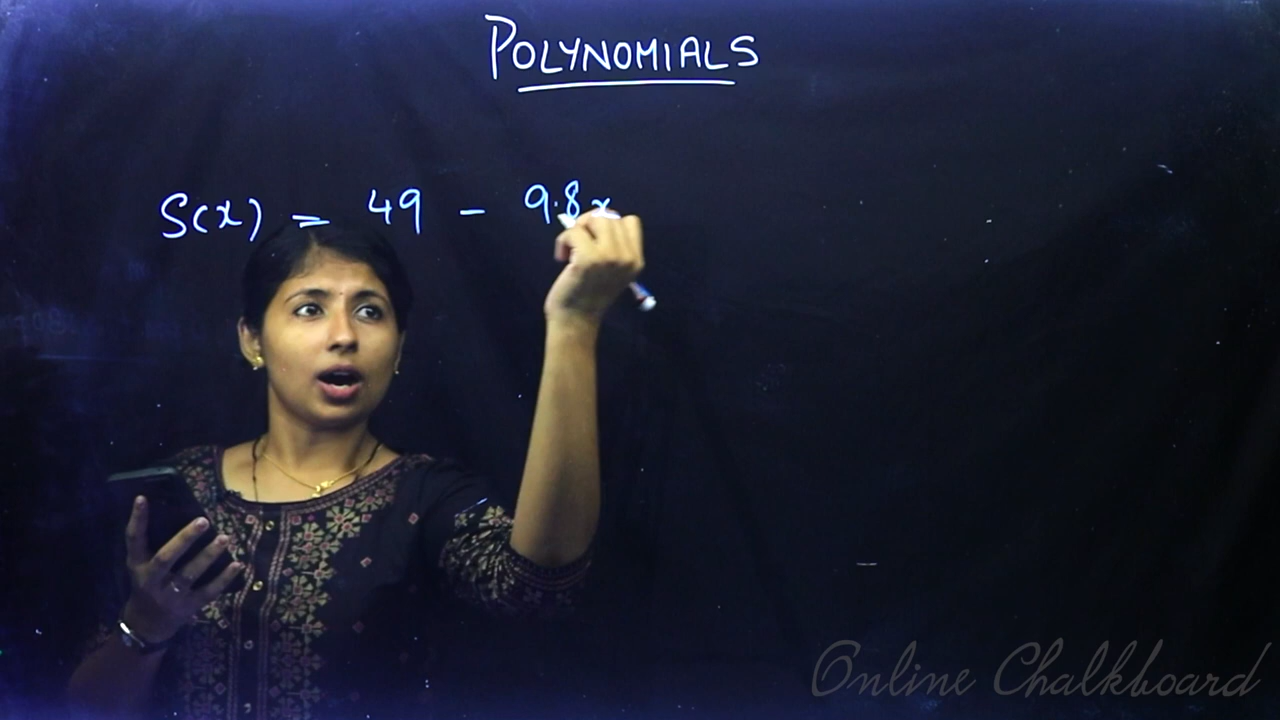 POLYNOMIALS
S(x) = 49 - 9.8x
Online Chalkboard